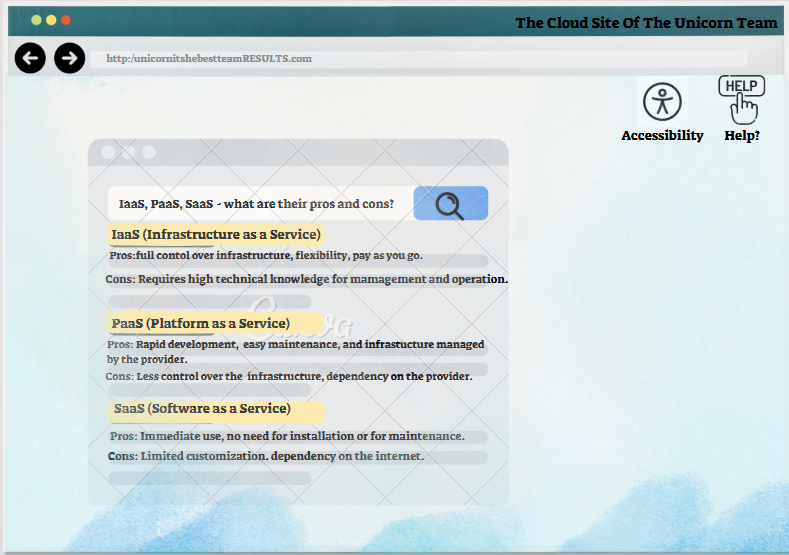 The Cloud Site Of The Unicorn Team
http:/unicornitshebestteamRESULTS.com
HELP
Accessibility
Help?
IaaS, PaaS, SaaS - what are their pros and cons?
IaaS (Infrastructure as a Service)
Pros:full contol over infrastructure, flexibility, pay as you go.
Cons: Requires high technical knowledge for mamagement and operation.
Canva
PaaS (Platform as a Service)
Pros: Rapid development, easy maintenance, and infrastucture managed
by the provider.
Cons: Less control over the infrastructure, dependency on the provider.
SaaS (Software as a Service)
Pros: Immediate use, no need for installation or for maintenance.
Cons: Limited customization. dependency on the internet.